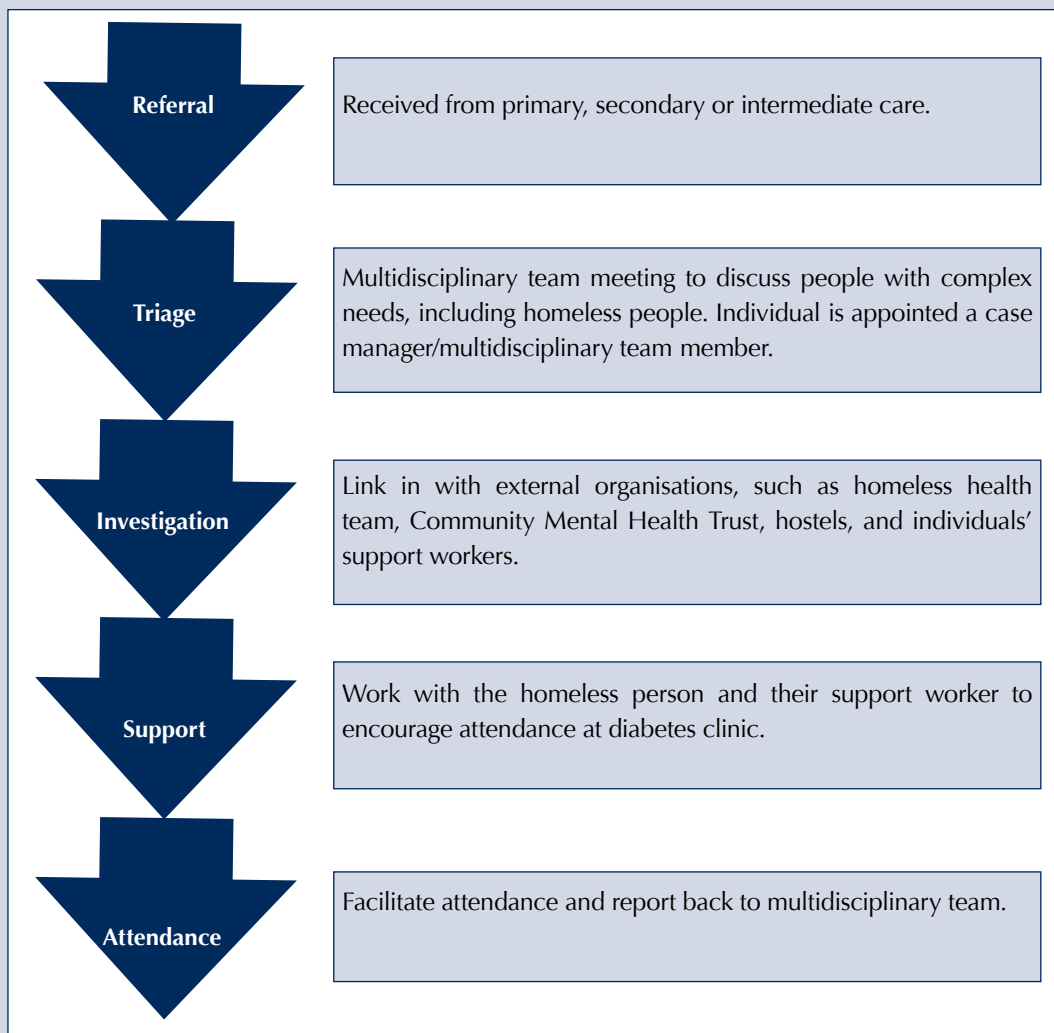 Referral
Received from primary, secondary or intermediate care.
Triage
Multidisciplinary team meeting to discuss people with complex
needs, including homeless people. Individual is appointed a case
manager/multidisciplinary team member.
Investigation
Link in with external organisations, such as homeless health
team, Community Mental Health Trust, hostels, and individuals’
support workers.
Support
Work with the homeless person and their support worker to
encourage attendance at diabetes clinic.
Attendance
Facilitate attendance and report back to multidisciplinary team.